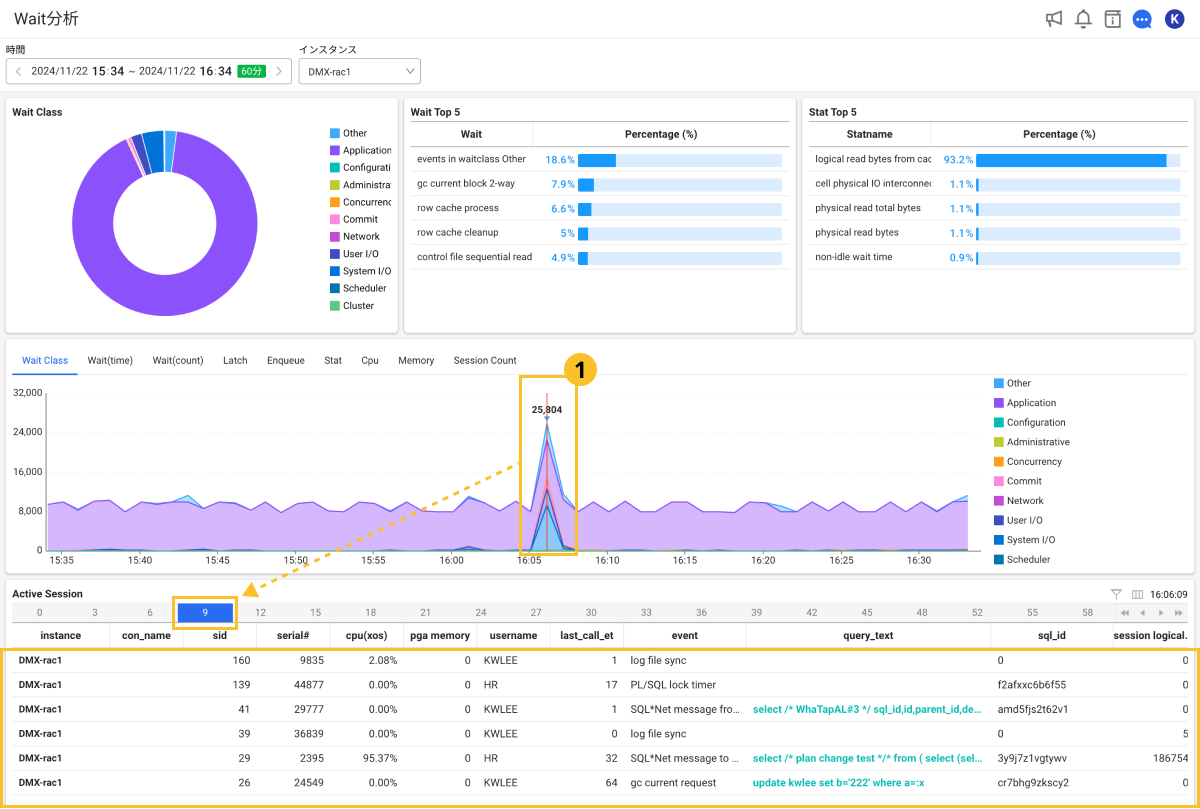 Wait分析
K
時間
インスタンス
2024/11/22 15:34 ~ 2024/11/22 16:34 60分
DMX-rac1
Wait Class
Other
Application
Configurati
Administra
Concurrenc
Commit
Network
User I/O
System I/O
Scheduler
Cluster
Wait Top 5
Wait Percentage (%)
events in waitclass Other 18.6%
gc current block 2-way 7.9%
row cache process 6.6%
row cache cleanup 5%
control file sequential read 4.9%
Stat Top 5
Statname Percentage (%)
logical read bytes from cac 93.2%
cell physical IO interconnec 1.1%
physical read total bytes 1.1%
physical read bytes 1.1%
non-idle wait time 0.9%
Wait Class Wait(time) Wait(count) Latch Enqueue Stat Cpu Memory Session Count
1
32,000
24,000
16,000
8,000
0
25,804
15:35 15:40 15:45 15:50 15:55 16:00 16:05 16:10 16:15 16:20 16:25 16:30
Other
Application
Configuration
Administrative
Concurrency
Commit
Network
User I/O
System I/O
Scheduler
Active Session
16:06:09
0 3 6 9 12 15 18 21 24 27 30 33 36 39 42 45 48 52 55 58
instance con_name sid serial# cpu(xos) pga memory username last_call_et event query_text sql_id session logical.
DMX-rac1 160 9835 2.08% 0 KWLEE 1 log file sync 0 0
DMX-rac1 139 44877 0.00% 0 HR 17 PL/SQL lock timer f2afxxc6b6f55 0
DMX-rac1 41 29777 0.00% 0 KWLEE 1 SQL*Net message fro... select /* WhaTapAL#3 */ sql_id,id,parent_id,de... amd5fjs2t62v1 0
DMX-rac1 39 36839 0.00% 0 KWLEE 0 log file sync 0 5
DMX-rac1 29 2395 95.37% 0 HR 32 SQL*Net message to ... select /* plan change test */* from ( select (sel... 3y9j7z1vgtywv 186754
DMX-rac1 26 24549 0.00% 0 KWLEE 64 gc current request update kwlee set b='222' where a=:x cr7bhg9zkscy2 0